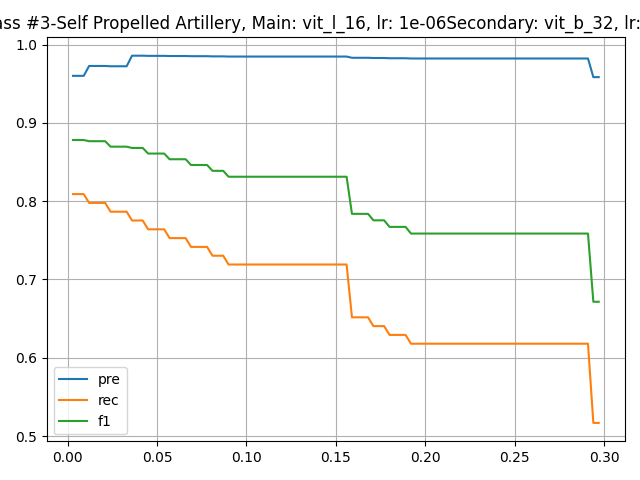 ass #3-Self Propelled Artillery, Main: vit_l_16, lr: 1e-06Secondary: vit_b_32, lr:
1.0
0.9
0.8
0.7
0.6
0.5
pre
rec
f1
0.00 0.05 0.10 0.15 0.20 0.25 0.30